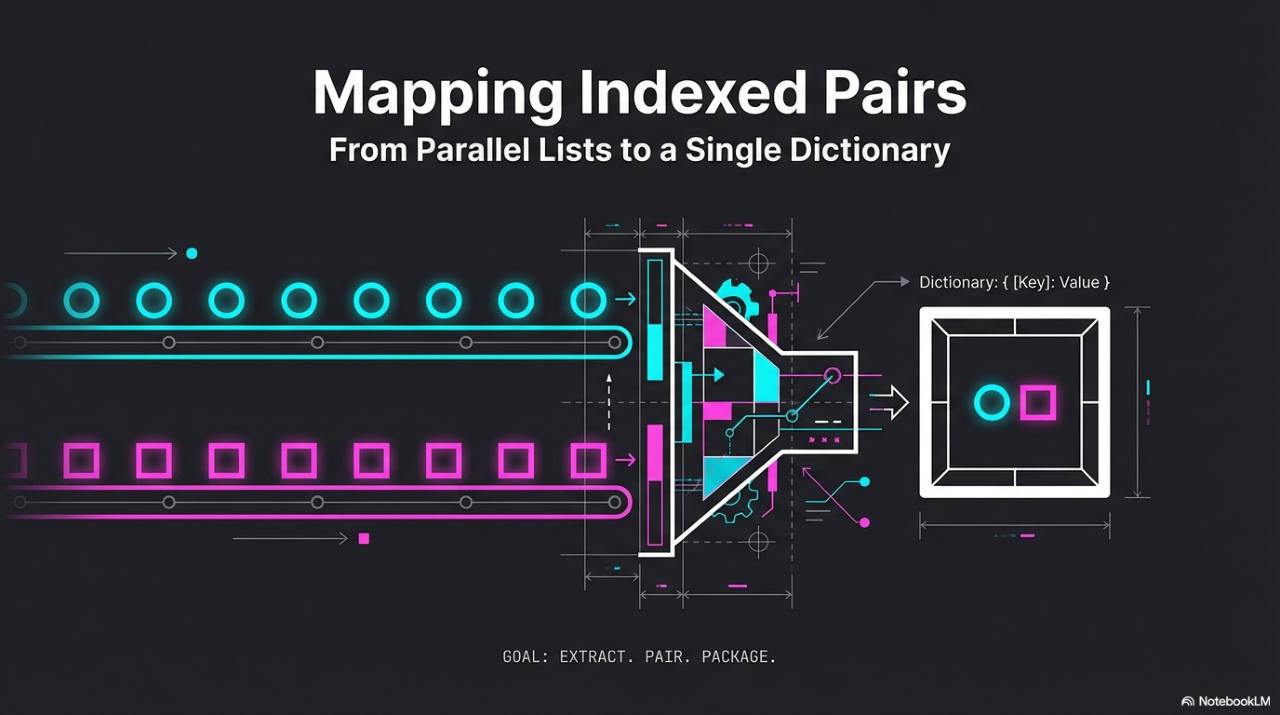 Mapping Indexed Pairs
From Parallel Lists to a Single Dictionary
Dictionary: { [Key]: Value }
GOAL: EXTRACT. PAIR. PACKAGE.
NotebookLM